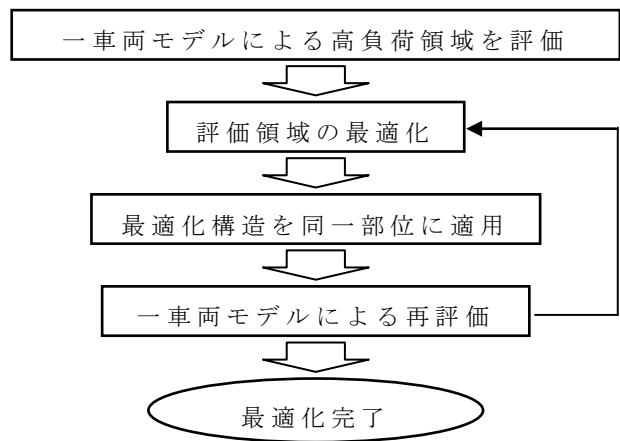 一車両モデルによる高負荷領域を評価
評価領域の最適化
最適化構造を同一部位に適用
一車両モデルによる再評価
最適化完了